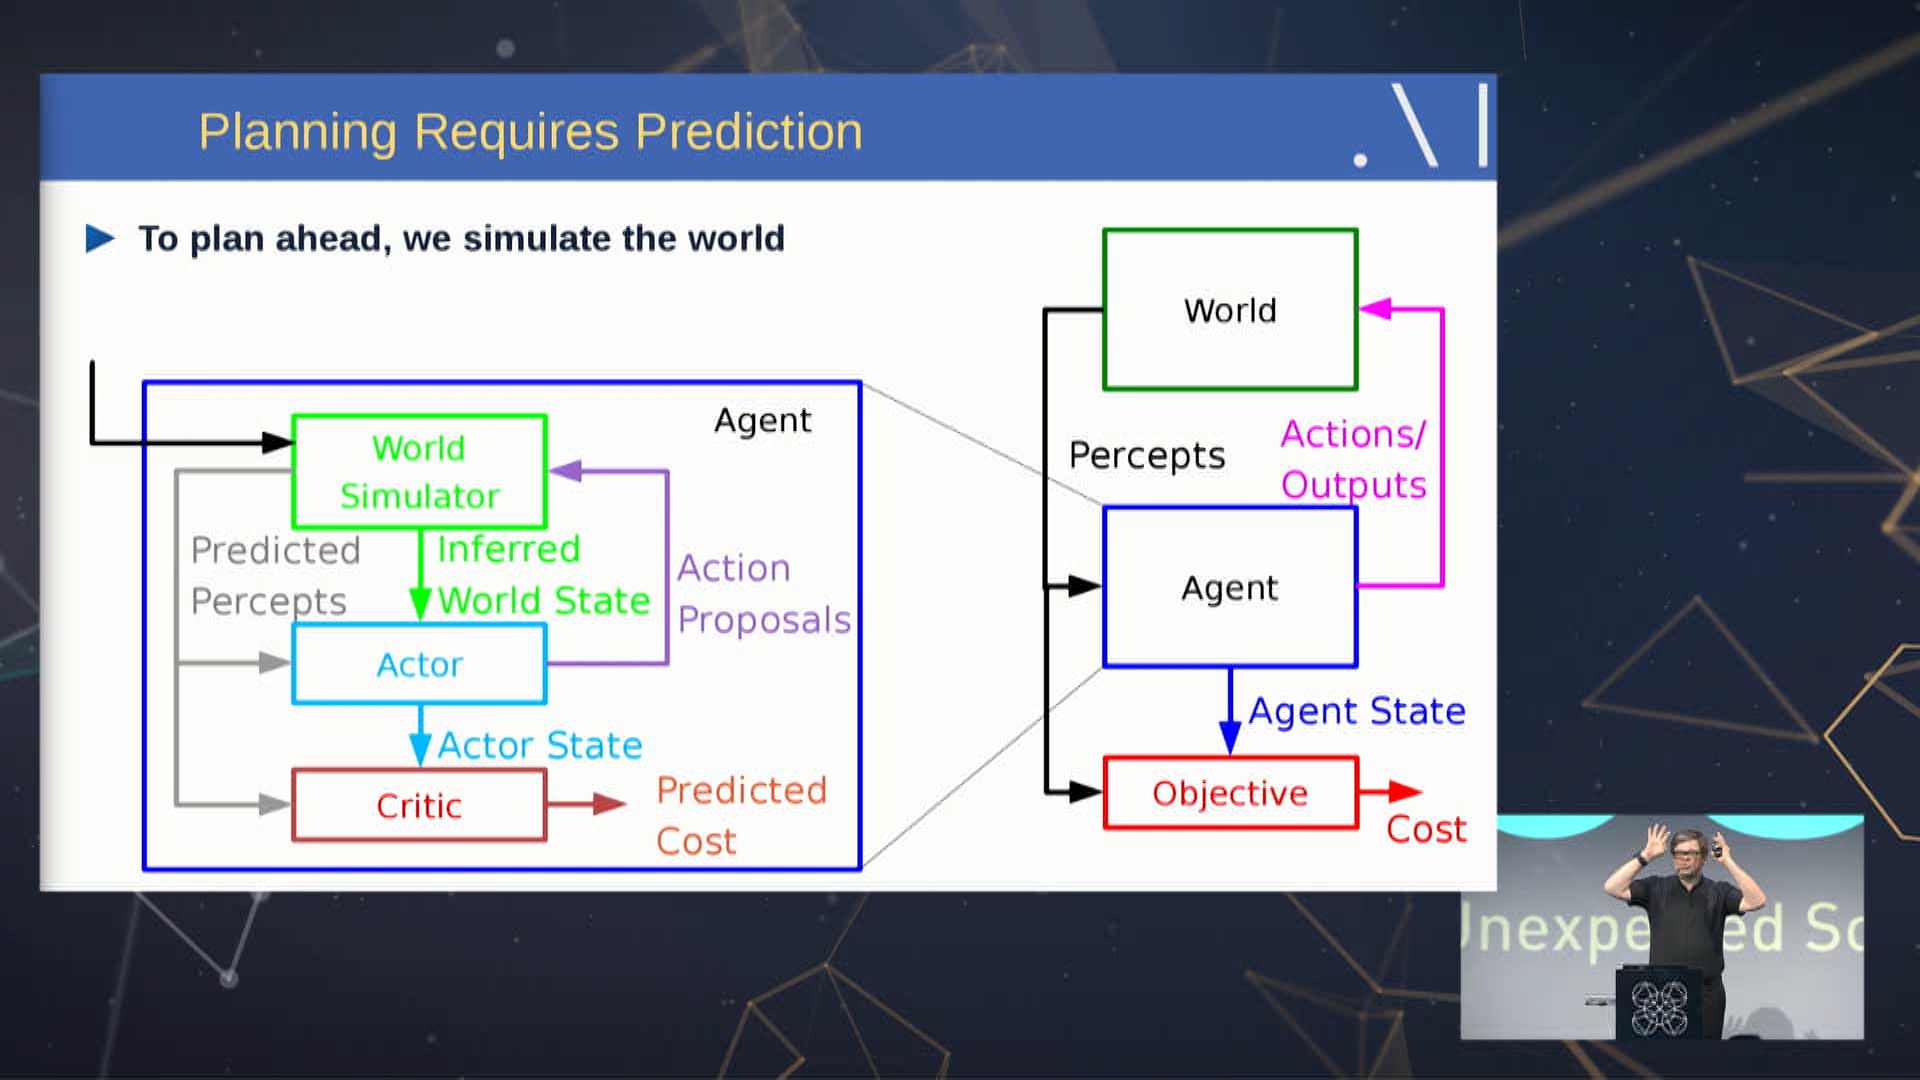 Planning Requires Prediction
To plan ahead, we simulate the world
Agent
World
Simulator
Predicted
Percepts
Inferred
World State
Action
Proposals
Actor
Actor State
Critic
Predicted
Cost
World
Percepts
Actions/
Outputs
Agent
Agent State
Objective
Cost